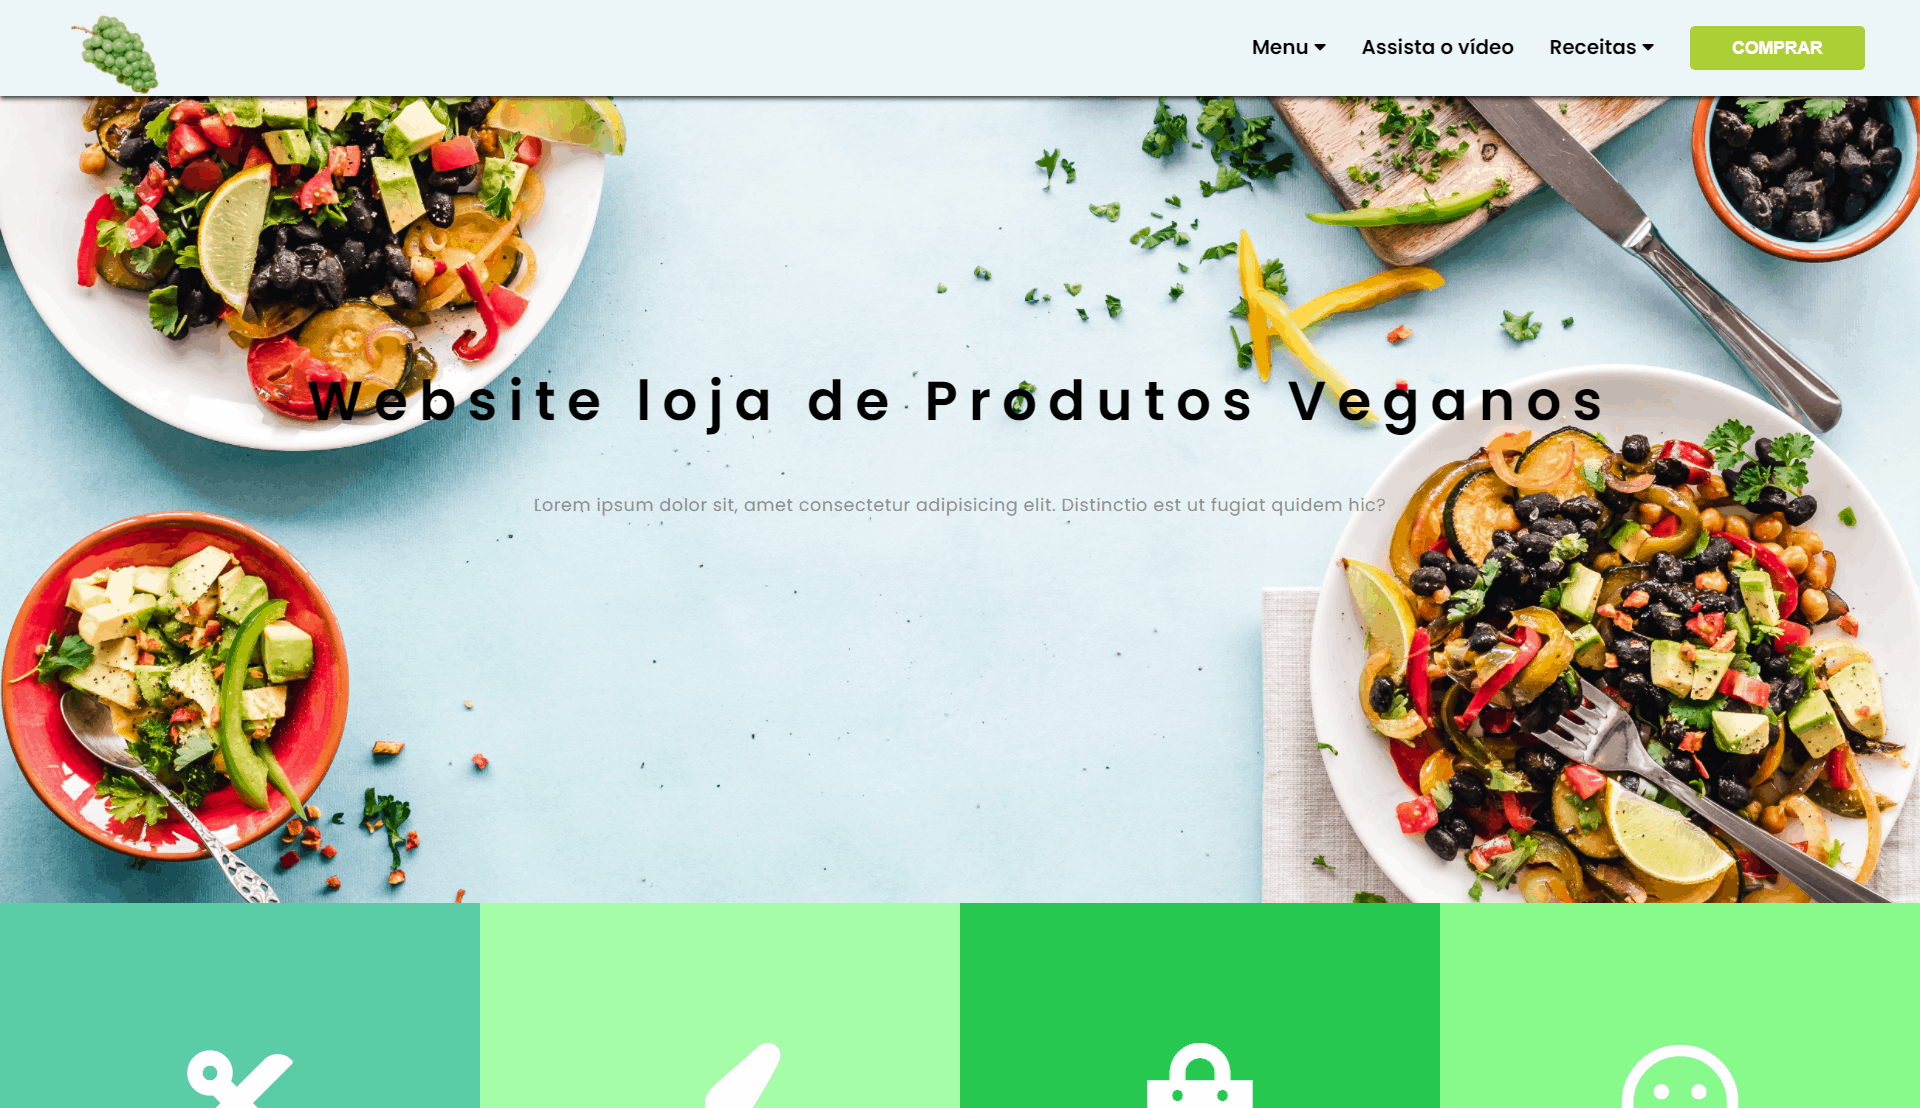 Menu
Assista o vídeo
Receitas
COMPRAR
Website loja de Produtos Veganos
Lorem ipsum dolor sit, amet consectetur adipisicing elit. Distinctio est ut fugiat quidem hic?